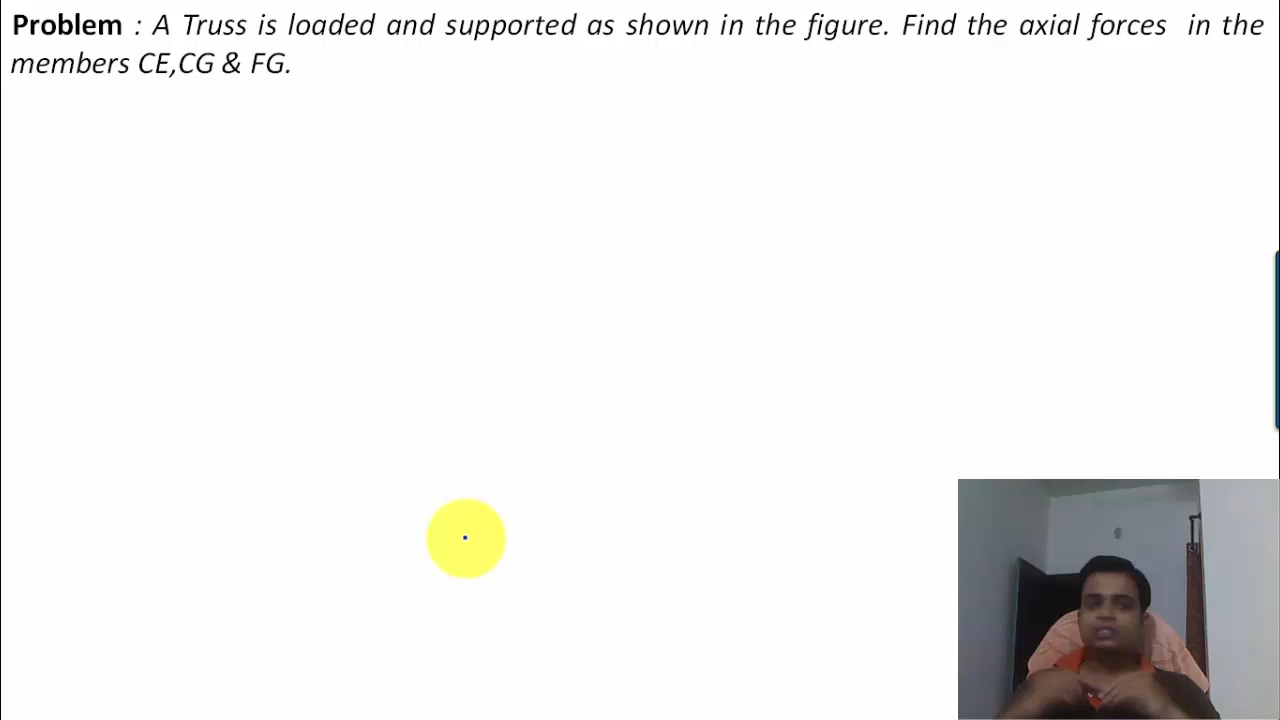 Problem : A Truss is loaded and supported as shown in the figure. Find the axial forces in the
members CE,CG & FG.